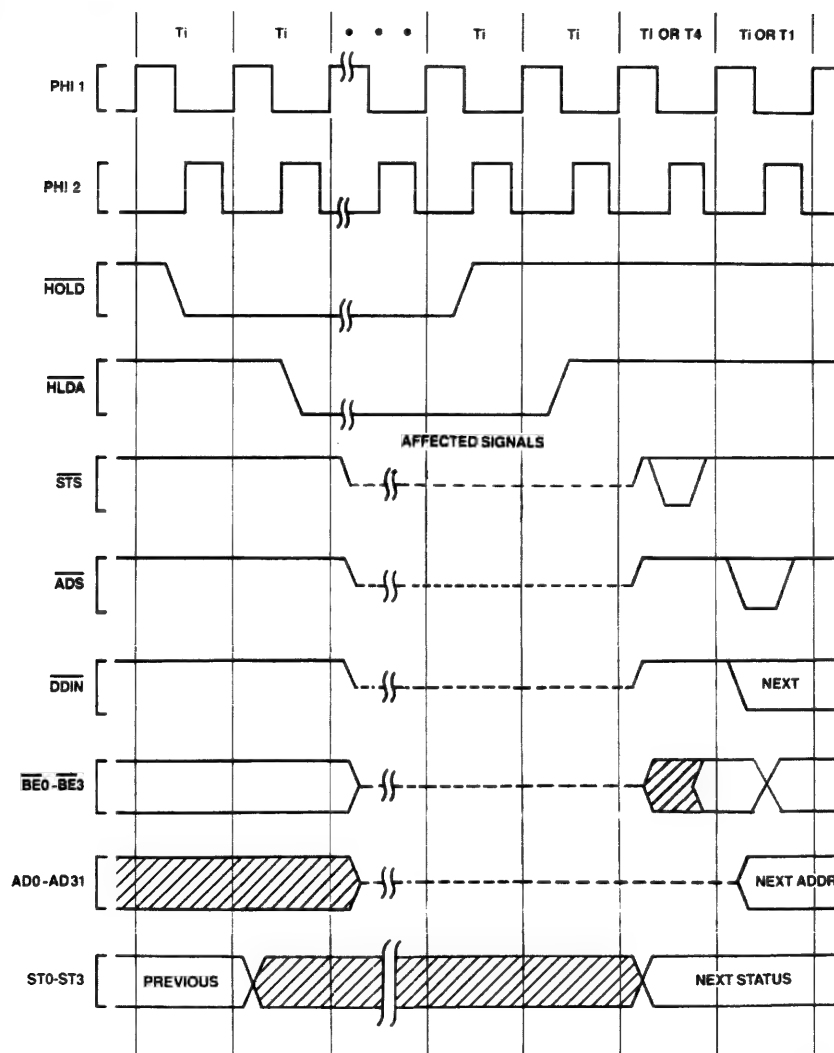 Ti Ti • • • Ti Ti TI OR T4 Ti OR T1
PHI 1
PHI 2
HOLD
HLDA
AFFECTED SIGNALS
STS
ADS
DDIN
NEXT
BE0-BE3
AD0-AD31
NEXT ADDR
ST0-ST3
PREVIOUS
NEXT STATUS